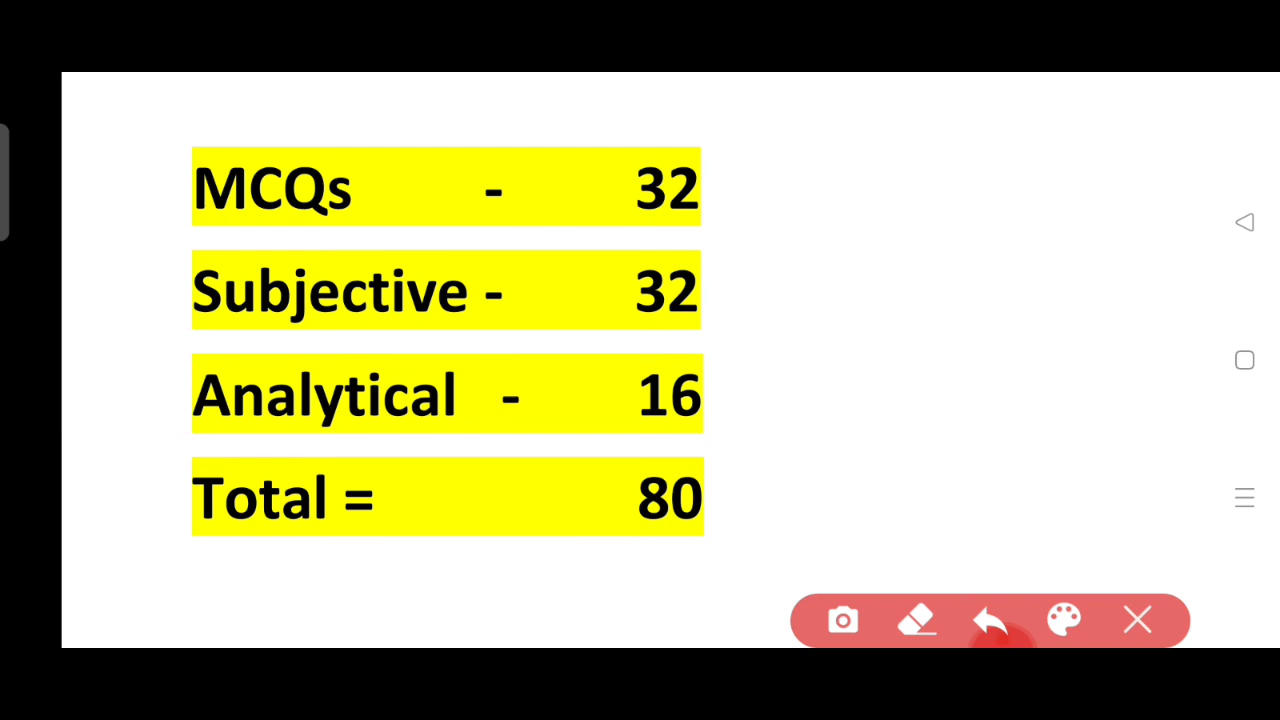 MCQs - 32
Subjective - 32
Analytical - 16
Total = 80